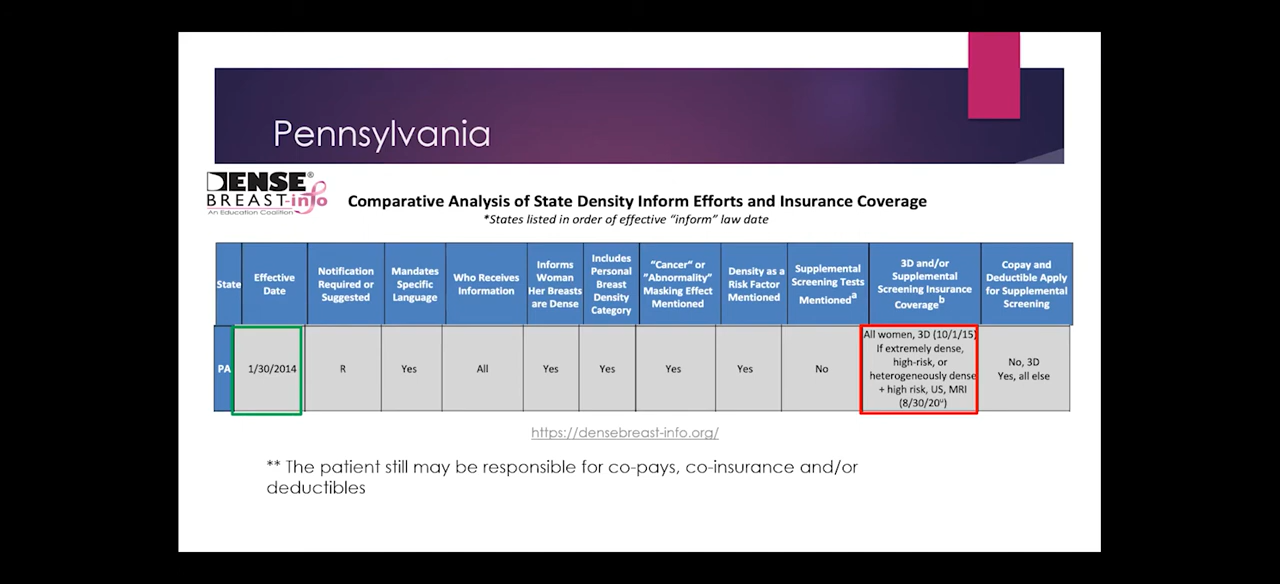 Pennsylvania
DENSE®
BREAST-info
An Education Coalition
Comparative Analysis of State Density Inform Efforts and Insurance Coverage
*States listed in order of effective “inform” law date
State
Effective
Date
Notification
Required or
Suggested
Mandates
Specific
Language
Who Receives
Information
Informs
Woman
Her Breasts
are Dense
Includes
Personal
Breast
Density
Category
“Cancer” or
“Abnormality”
Masking Effect
Mentioned
Density as a
Risk Factor
Mentioned
Supplemental
Screening Tests
Mentionedᵃ
3D and/or
Supplemental
Screening Insurance
Coverageᵇ
Copay and
Deductible Apply
for Supplemental
Screening
PA
1/30/2014
R
Yes
All
Yes
Yes
Yes
Yes
No
All women, 3D (10/1/15)
If extremely dense,
high-risk, or
heterogeneously dense
+ high risk, US, MRI
(8/30/20ᵘ)
No, 3D
Yes, all else
https://densebreast-info.org/
** The patient still may be responsible for co-pays, co-insurance and/or
deductibles